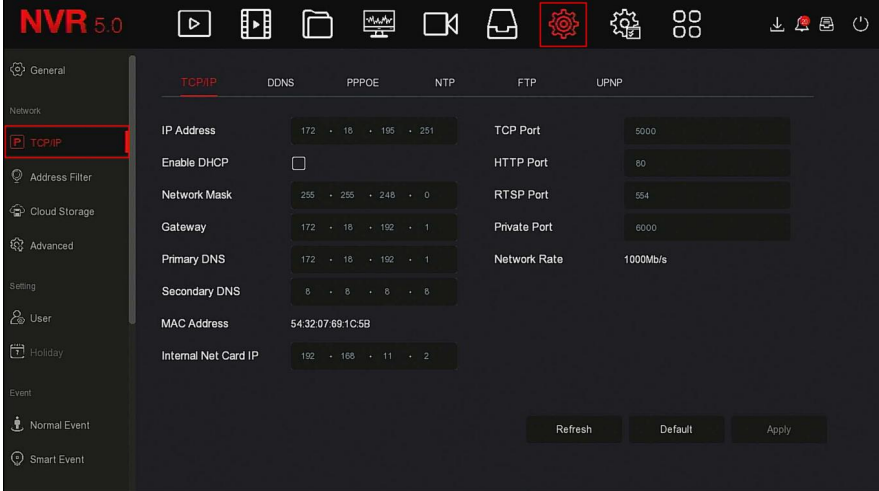 NVR 5.0
General
Network
TCP/IP
Address Filter
Cloud Storage
Advanced
Setting
User
Holiday
Event
Normal Event
Smart Event
TCP/IP DDNS PPPOE NTP FTP UPNP
IP Address 172 . 18 . 195 . 251
Enable DHCP
Network Mask 255 . 255 . 248 . 0
Gateway 172 . 18 . 192 . 1
Primary DNS 172 . 18 . 192 . 1
Secondary DNS 8 . 8 . 8 . 8
MAC Address 54:32:07:69:1C:5B
Internal Net Card IP 192 . 168 . 11 . 2
TCP Port 5000
HTTP Port 80
RTSP Port 554
Private Port 6000
Network Rate 1000Mb/s
Refresh Default Apply